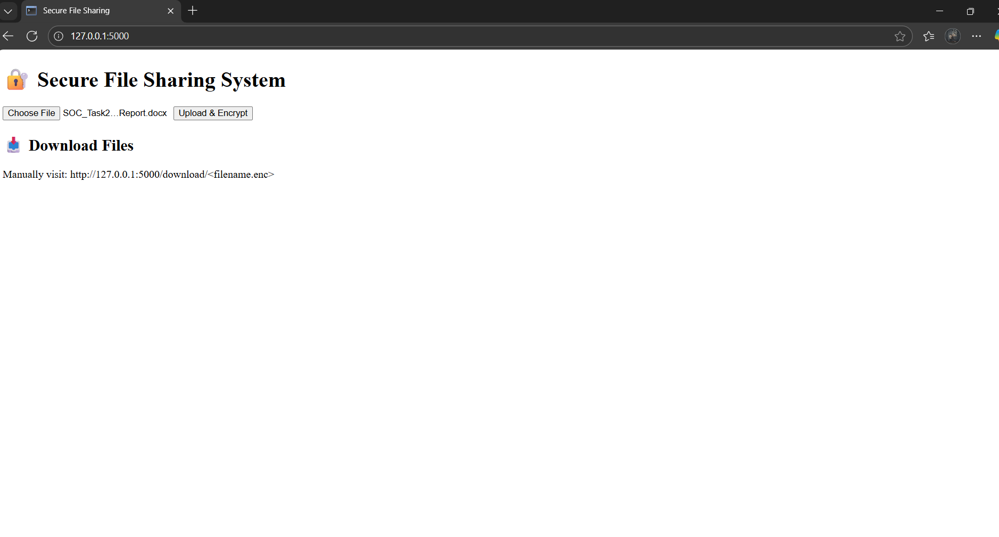 Secure File Sharing
127.0.0.1:5000
Secure File Sharing System
Choose File SOC_Task2...Report.docx Upload & Encrypt
Download Files
Manually visit: http://127.0.0.1:5000/download/<filename.enc>